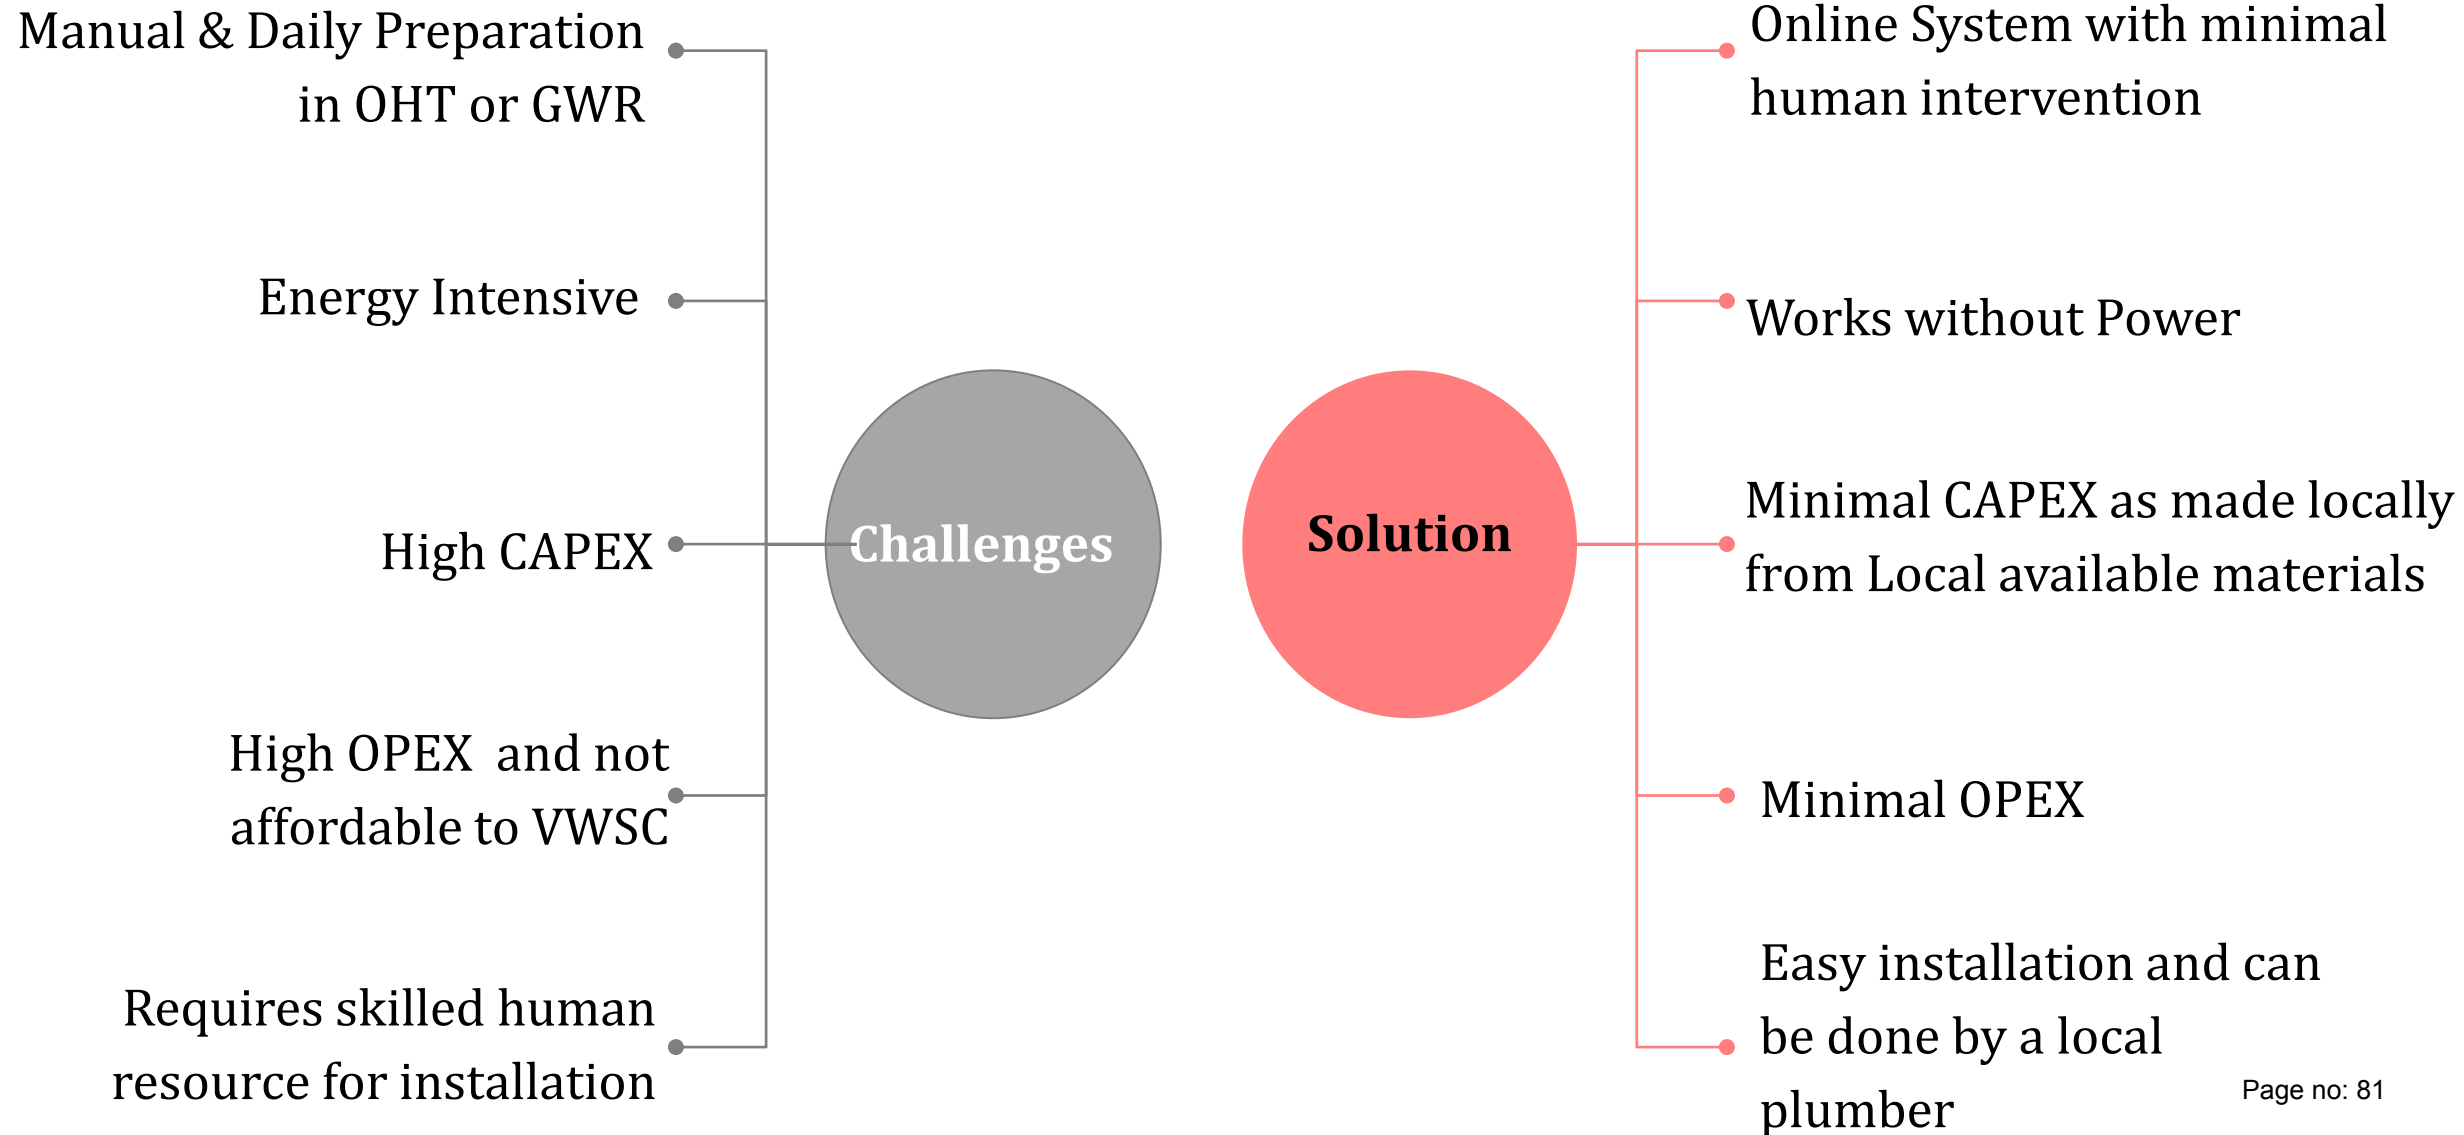 Manual & Daily Preparation
in OHT or GWR
Energy Intensive
High CAPEX
High OPEX  and not
affordable to VWSC
Requires skilled human
resource for installation
Challenges
Solution
Online System with minimal
human intervention
Works without Power
Minimal CAPEX as made locally
from Local available materials
Minimal OPEX
Easy installation and can
be done by a local
plumber
Page no: 81